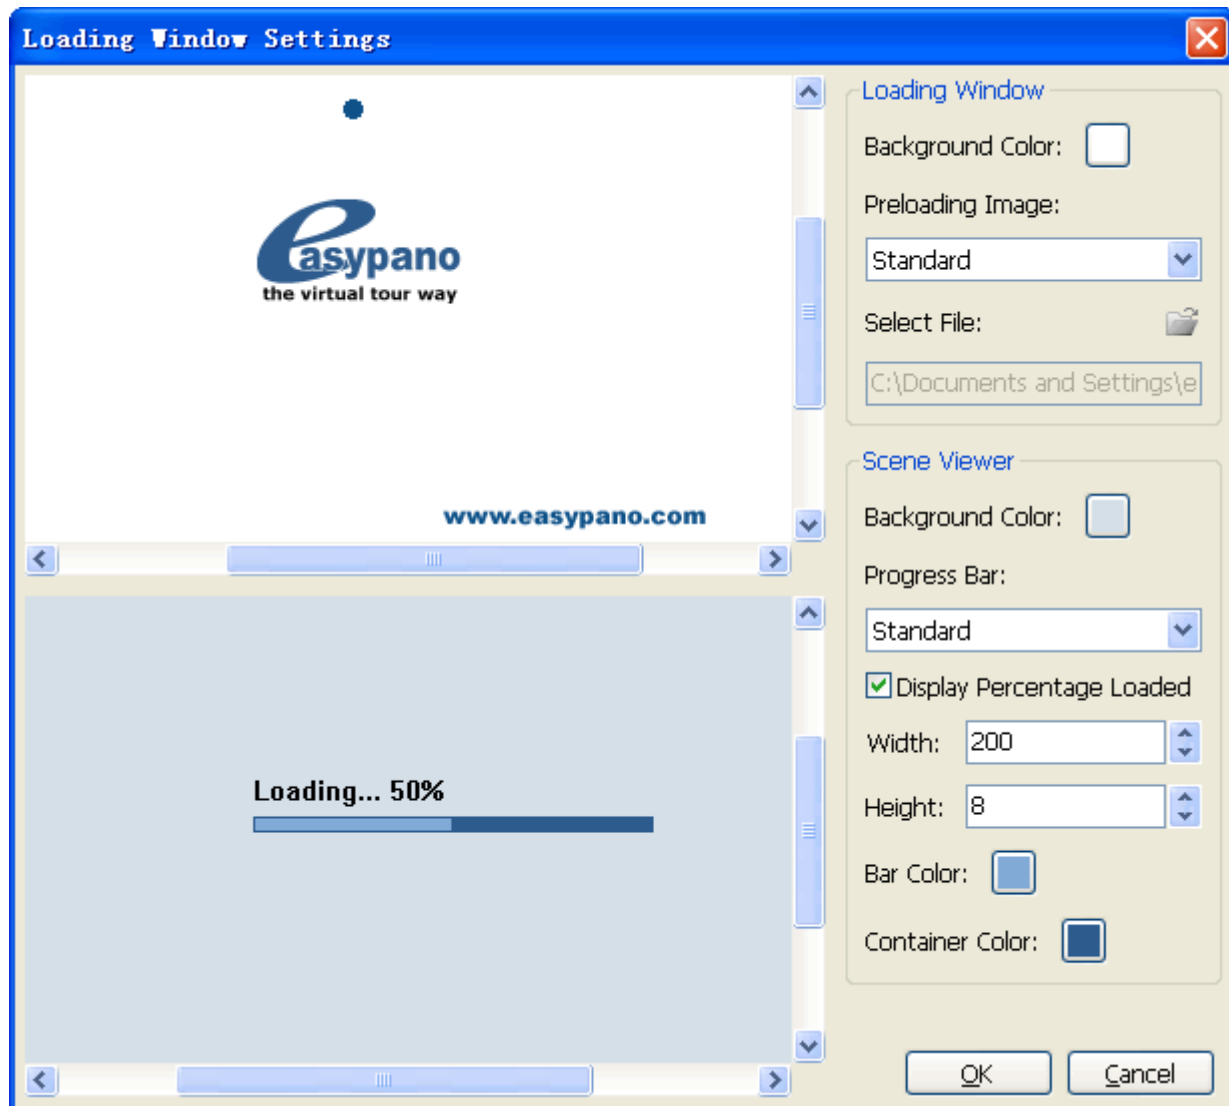 Loading Window Settings
easypano
the virtual tour way
www.easypano.com
Loading... 50%
Loading Window
Background Color:
Preloading Image:
Standard
Select File:
C:\Documents and Settings\e
Scene Viewer
Background Color:
Progress Bar:
Standard
Display Percentage Loaded
Width: 200
Height: 8
Bar Color:
Container Color:
OK Cancel